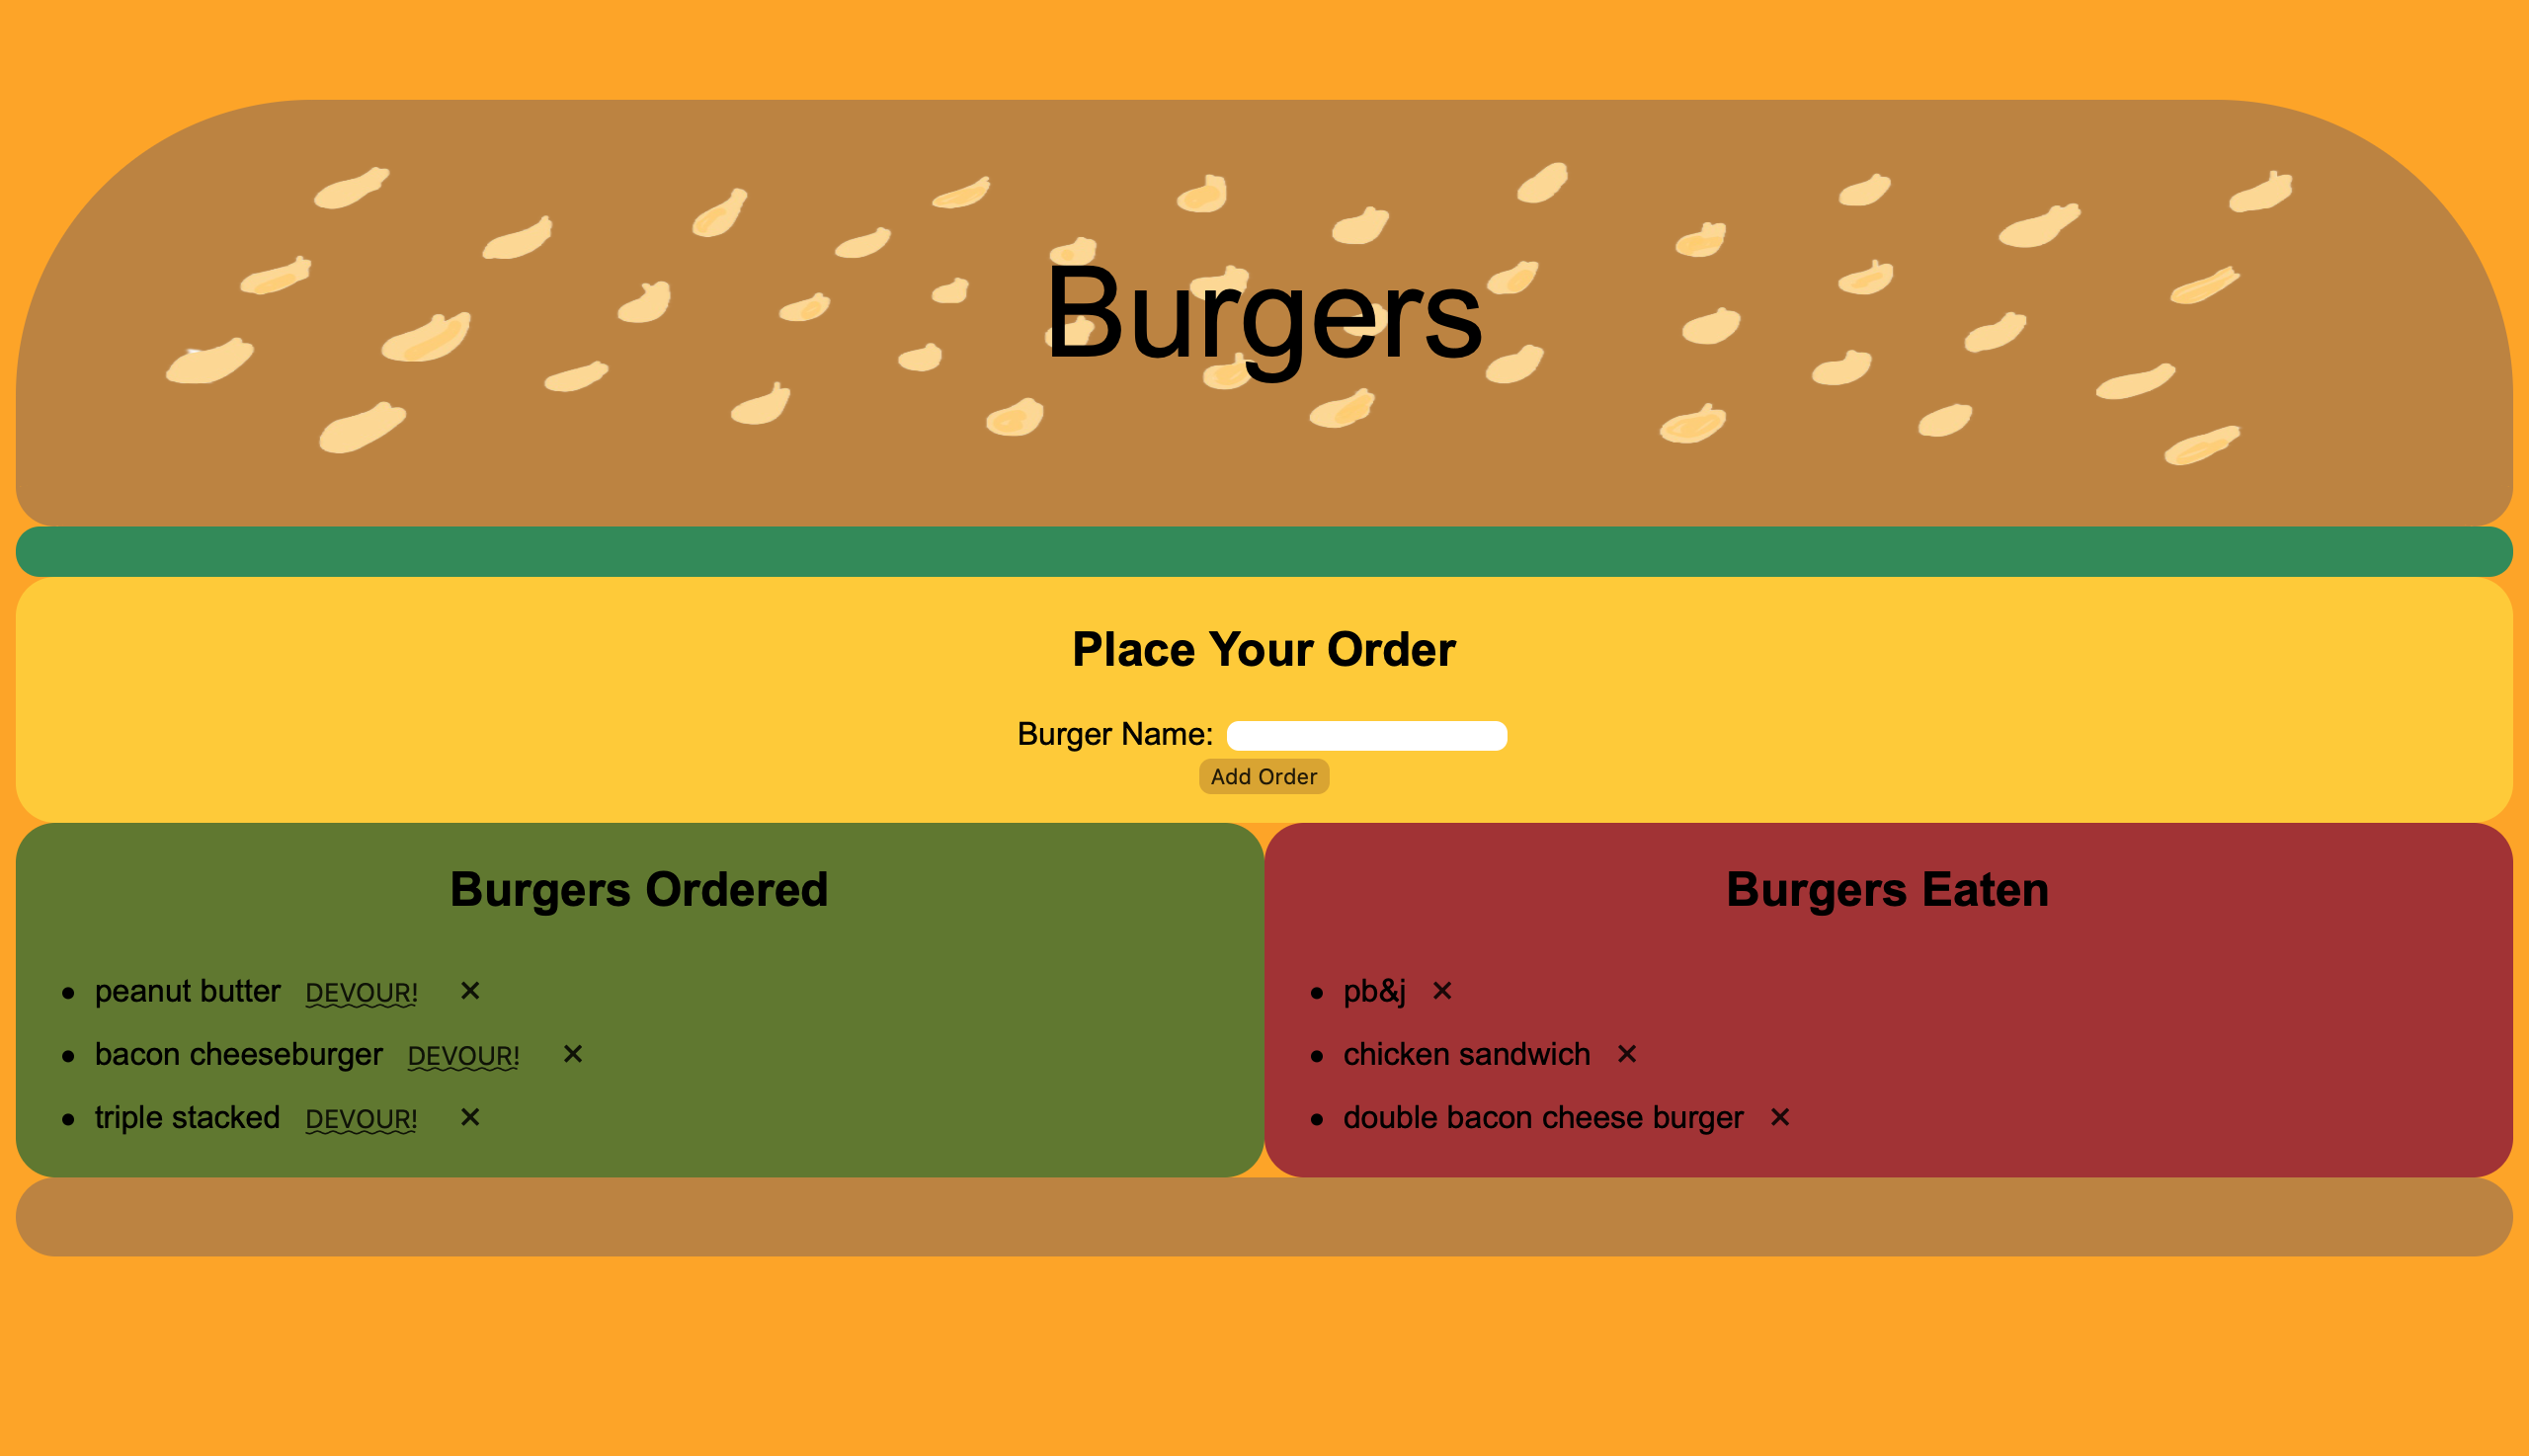 Burgers
Place Your Order
Burger Name:
Add Order
Burgers Ordered
peanut butter DEVOUR! ✕
bacon cheeseburger DEVOUR! ✕
triple stacked DEVOUR! ✕
Burgers Eaten
pb&j ✕
chicken sandwich ✕
double bacon cheese burger ✕